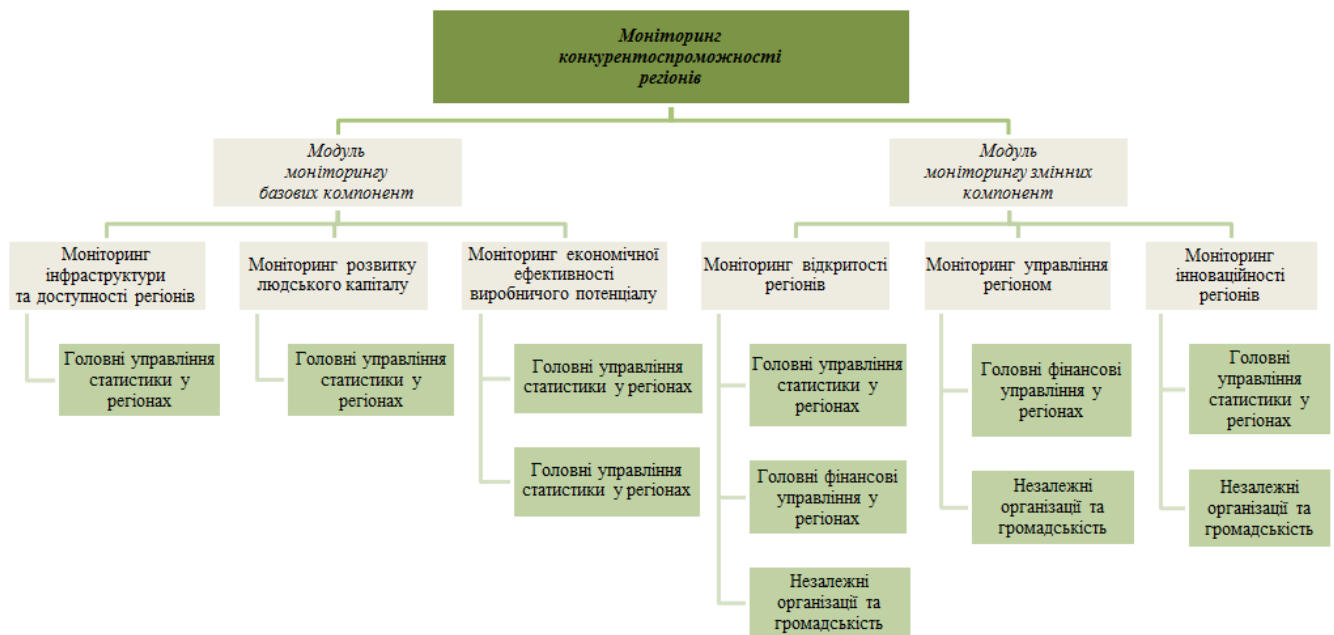 Моніторинг
конкурентоспроможності
регіонів
Модуль
моніторингу
базових компонент
Модуль
моніторингу змінних
компонент
Моніторинг
інфраструктури
та доступності регіонів
Моніторинг розвитку
людського капіталу
Моніторинг економічної
ефективності
виробничого потенціалу
Моніторинг відкритості
регіонів
Моніторинг управління
регіоном
Моніторинг
інноваційності
регіонів
Головні управління
статистики у
регіонах
Головні управління
статистики у
регіонах
Головні управління
статистики у регіонах
Головні управління
статистики у регіонах
Головні управління
статистики у
регіонах
Головні фінансові
управління у
регіонах
Незалежні
організації та
громадськість
Головні фінансові
управління у
регіонах
Незалежні
організації та
громадськість
Головні
управління
статистики у
регіонах
Незалежні
організації та
громадськість